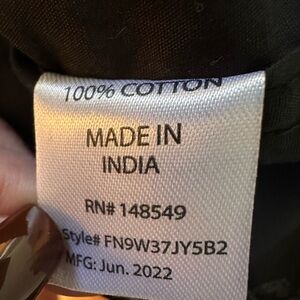 100% COTTON
MADE IN
INDIA
RN# 148549
Style# FN9W37JY5B2
MFG: Jun. 2022